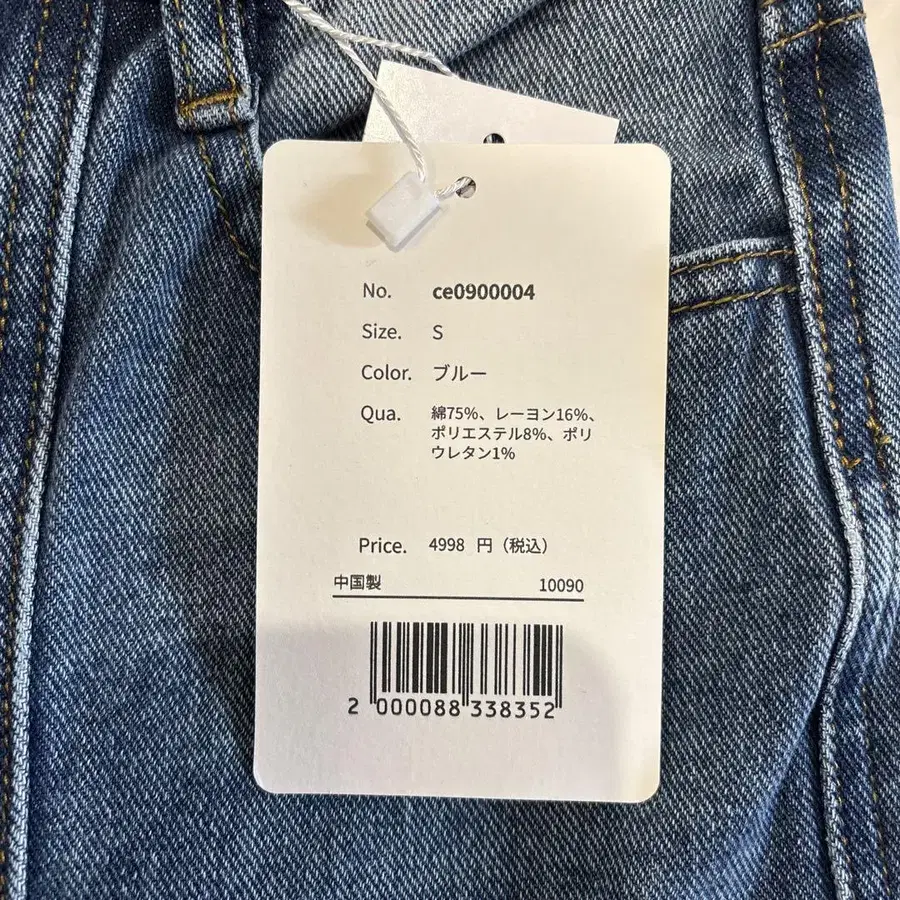 No. ce0900004
Size. S
Color. ブルー
Qua. 綿75%、レーヨン16%、
ポリエステル8%、ポリ
ウレタン1%
Price. 4998 円（税込）
中国製 10090
2 000088 338352